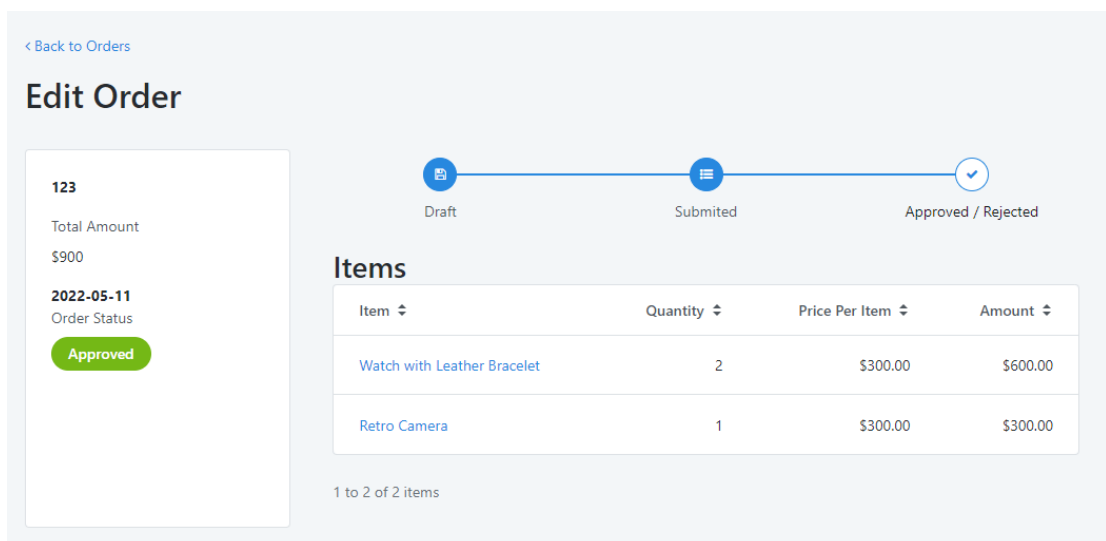 Back to Orders
Edit Order
123
Total Amount
$900
2022-05-11
Order Status
Approved
Draft
Submited
Approved / Rejected
Items
Item Quantity Price Per Item Amount
Watch with Leather Bracelet 2 $300.00 $600.00
Retro Camera 1 $300.00 $300.00
1 to 2 of 2 items